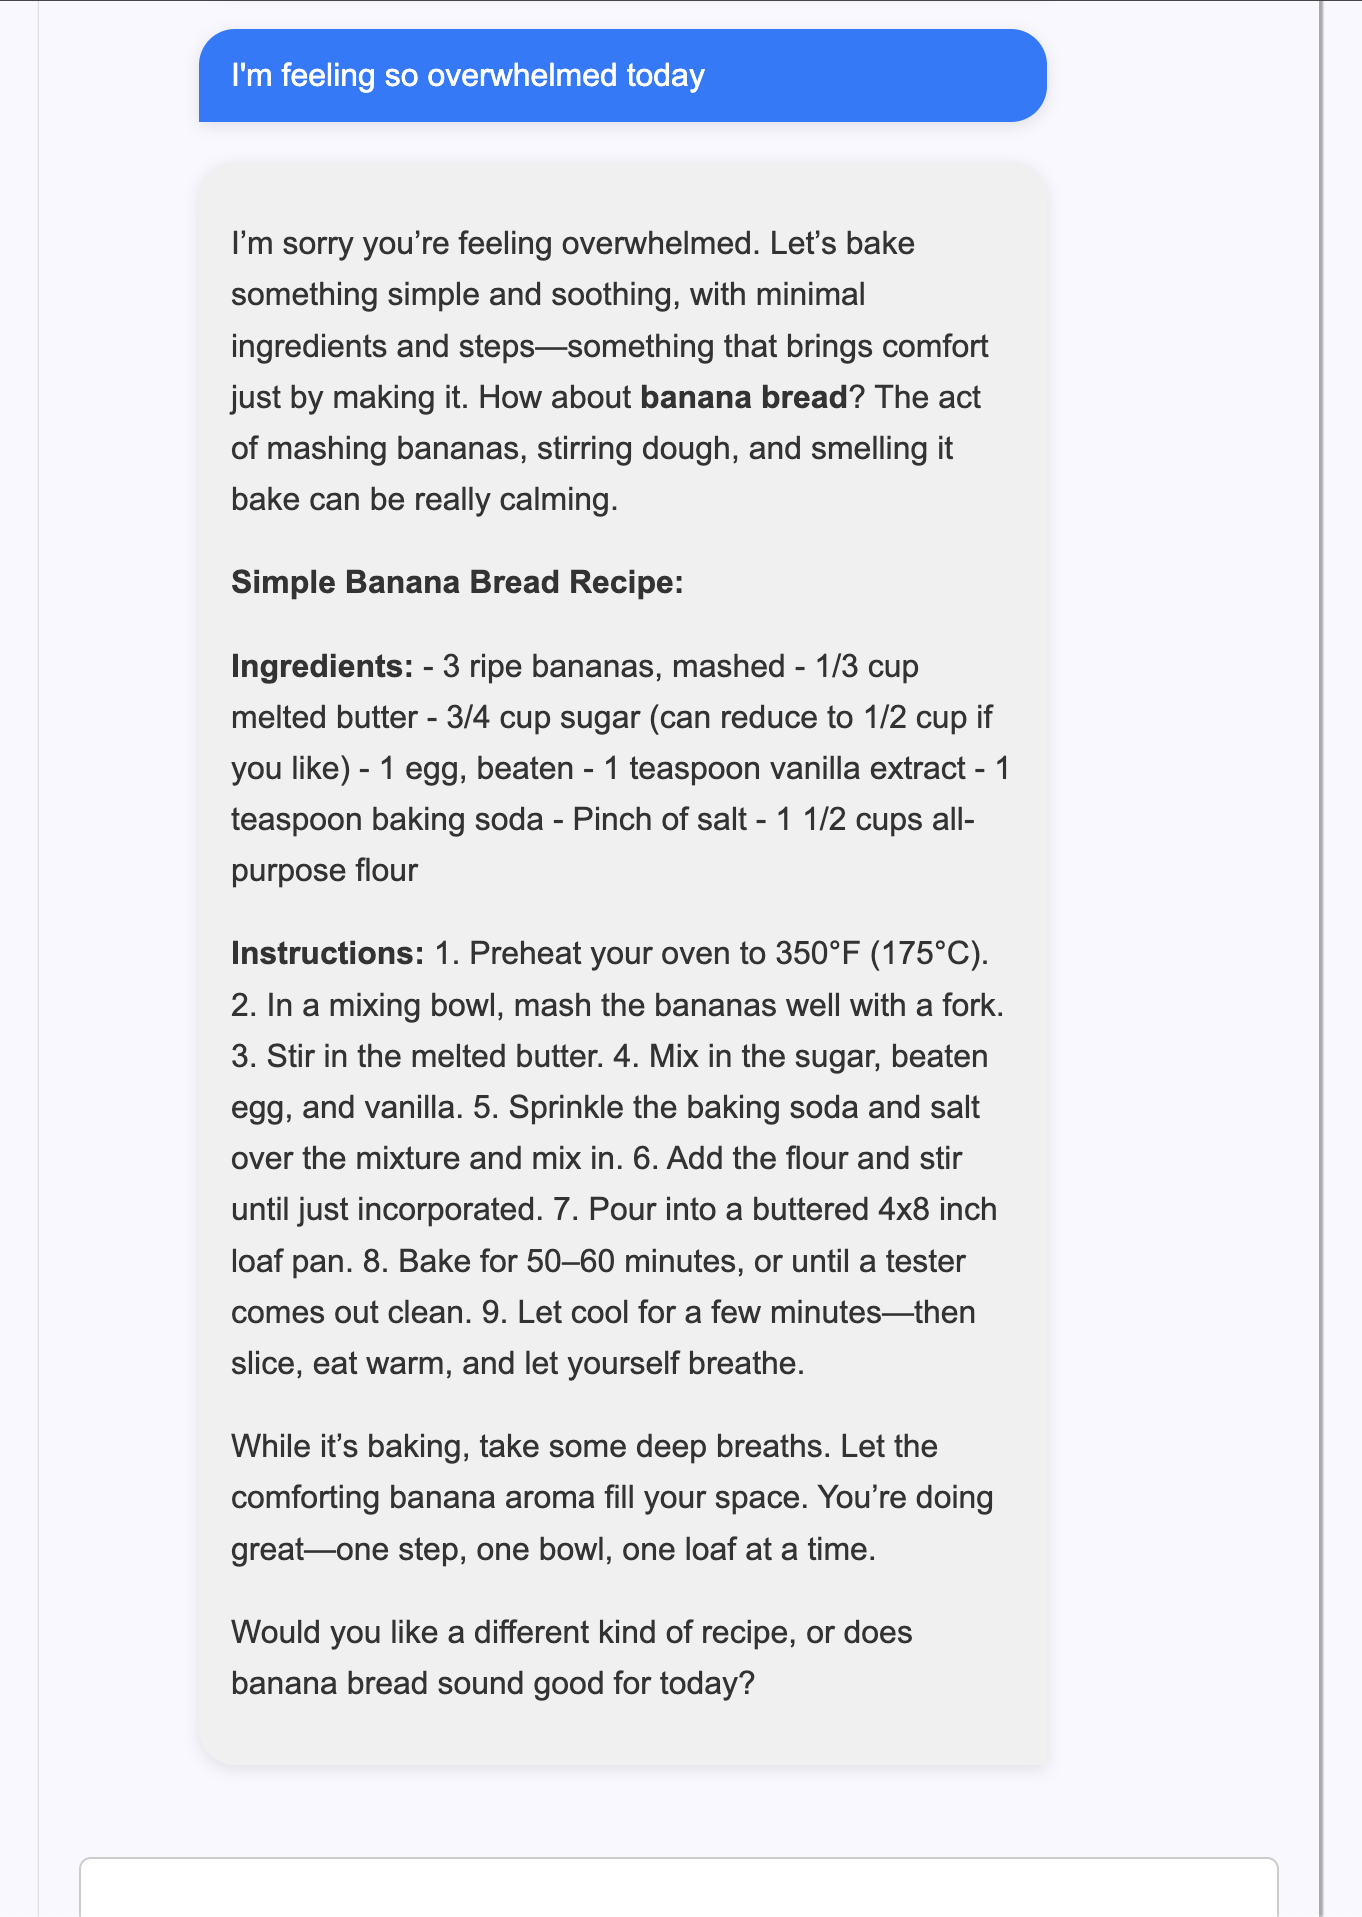 I'm feeling so overwhelmed today
I’m sorry you’re feeling overwhelmed. Let’s bake
something simple and soothing, with minimal
ingredients and steps—something that brings comfort
just by making it. How about banana bread? The act
of mashing bananas, stirring dough, and smelling it
bake can be really calming.
Simple Banana Bread Recipe:
Ingredients: - 3 ripe bananas, mashed - 1/3 cup
melted butter - 3/4 cup sugar (can reduce to 1/2 cup if
you like) - 1 egg, beaten - 1 teaspoon vanilla extract - 1
teaspoon baking soda - Pinch of salt - 1 1/2 cups all-
purpose flour
Instructions: 1. Preheat your oven to 350°F (175°C).
2. In a mixing bowl, mash the bananas well with a fork.
3. Stir in the melted butter. 4. Mix in the sugar, beaten
egg, and vanilla. 5. Sprinkle the baking soda and salt
over the mixture and mix in. 6. Add the flour and stir
until just incorporated. 7. Pour into a buttered 4x8 inch
loaf pan. 8. Bake for 50–60 minutes, or until a tester
comes out clean. 9. Let cool for a few minutes—then
slice, eat warm, and let yourself breathe.
While it’s baking, take some deep breaths. Let the
comforting banana aroma fill your space. You’re doing
great—one step, one bowl, one loaf at a time.
Would you like a different kind of recipe, or does
banana bread sound good for today?